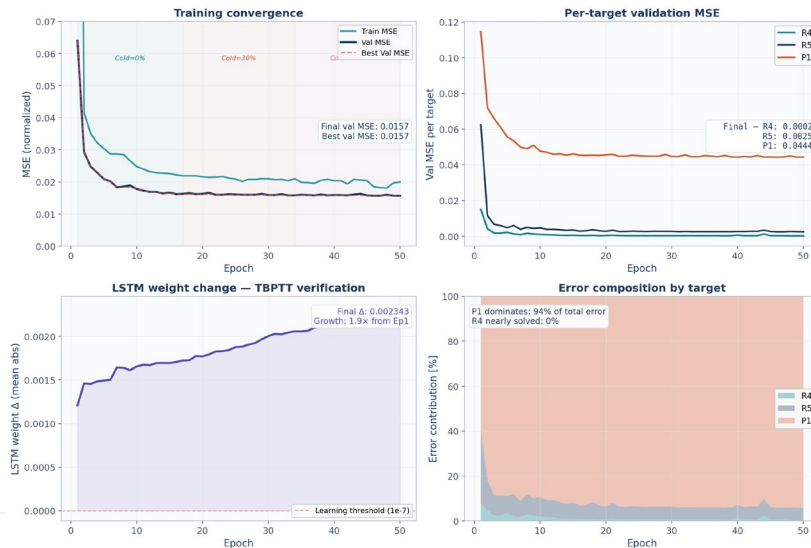 Training convergence
MSE (normalized)
0.07
0.06
0.05
0.04
0.03
0.02
0.01
0.00
Train MSE
Val MSE
Best Val MSE
Cold=0%
Cold=30%
Final val MSE: 0.0157
Best val MSE: 0.0157
0 10 20 30 40 50
Epoch
Per-target validation MSE
Val MSE per target
0.12
0.10
0.08
0.06
0.04
0.02
0.00
R4
R5
P1
Final — R4: 0.0002
R5: 0.0025
P1: 0.0444
0 10 20 30 40 50
Epoch
LSTM weight change — TBPTT verification
LSTM weight Δ (mean abs)
0.0020
0.0015
0.0010
0.0005
0.0000
Final Δ: 0.002343
Growth: 1.9× from Ep1
Learning threshold (1e-7)
0 10 20 30 40 50
Epoch
Error composition by target
Error contribution [%]
100
80
60
40
20
0
P1 dominates: 94% of total error
R4 nearly solved: 0%
R4
R5
P1
0 10 20 30 40 50
Epoch